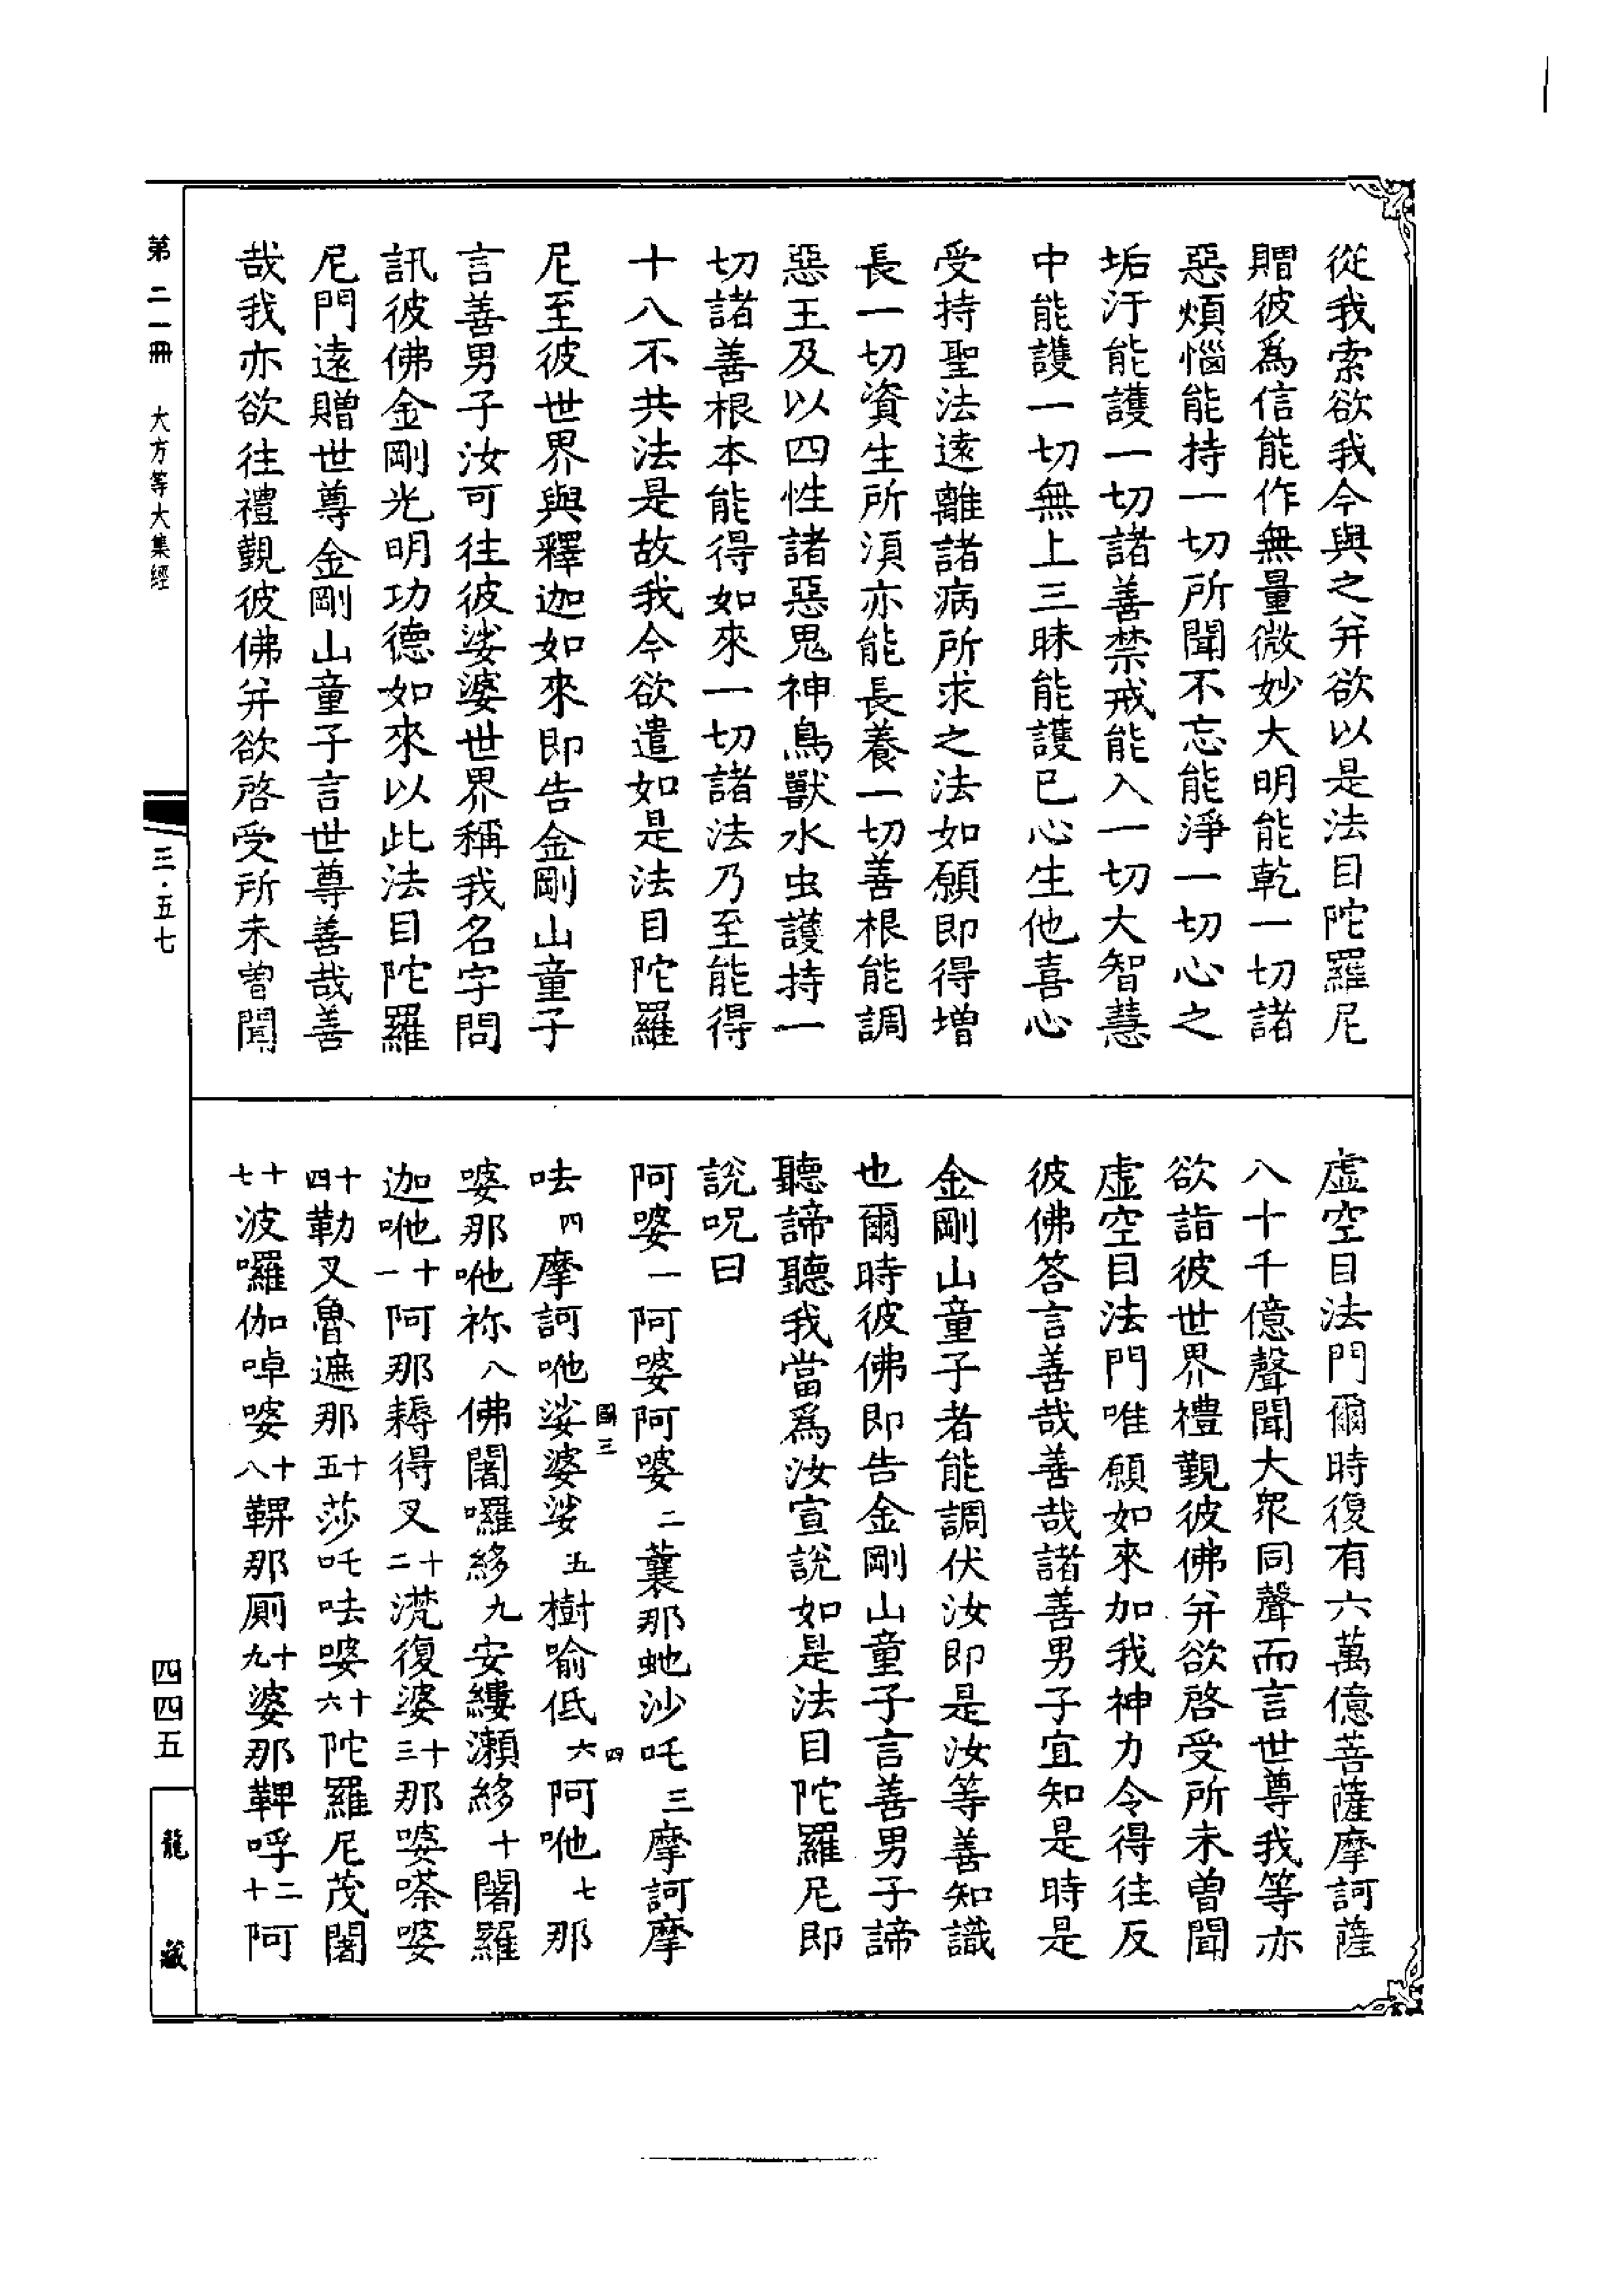 從我索欲我今與之并欲以是法目陀羅尼
贈彼爲信能作無量微妙大明能乾一切諸
惡煩惱能持一切所聞不忘能淨一切心之
垢汙能護一切諸善禁戒能入一切大智慧
中能護一切無上三昧能護已心生他喜心
受持聖法遠離諸病所求之法如願即得增
長一切資生所須亦能長養一切善根能調
惡王及以四性諸惡鬼神鳥獸水虫護持一
切諸善根本能得如來一切諸法乃至能得
十八不共法是故我今欲遣如是法目陀羅
尼至彼世界與釋迦如來即告金剛山童子
言善男子汝可往彼娑婆世界稱我名字問
訊彼佛金剛光明功德如來以此法目陀羅
尼門遠贈世尊金剛山童子言世尊善哉善
哉我亦欲往禮覲彼佛并欲啓受所未曾聞
虛空目法門爾時復有六萬億菩薩摩訶薩
八十千億聲聞大衆同聲而言世尊我等亦
欲詣彼世界禮覲彼佛并欲啓受所未曾聞
虛空目法門唯願如來加我神力令得往反
彼佛答言善哉善哉諸善男子宜知是時是
金剛山童子者能調伏汝即是汝等善知識
也爾時彼佛即告金剛山童子言善男子諦
聽諦聽我當爲汝宣說如是法目陀羅尼即
說呪曰
阿婆一阿婆阿婆二蘘那虵沙吒三摩訶摩
呿四摩訶吔娑婆娑五樹喻低六阿吔七那
婆那吔祢八佛闍囉絺九安縷瀨絺十闍羅
迦吔十一阿那耨得叉十二浌復婆十三那婆嗏婆
十四勒叉魯遮那十五莎吒呿婆十六陀羅尼茂闍
十七波囉伽啅婆十八鞞那厠十九婆那鞞呼二十阿
國三
四
第二一冊 大方等大集經
三·五七
四四五
龍藏